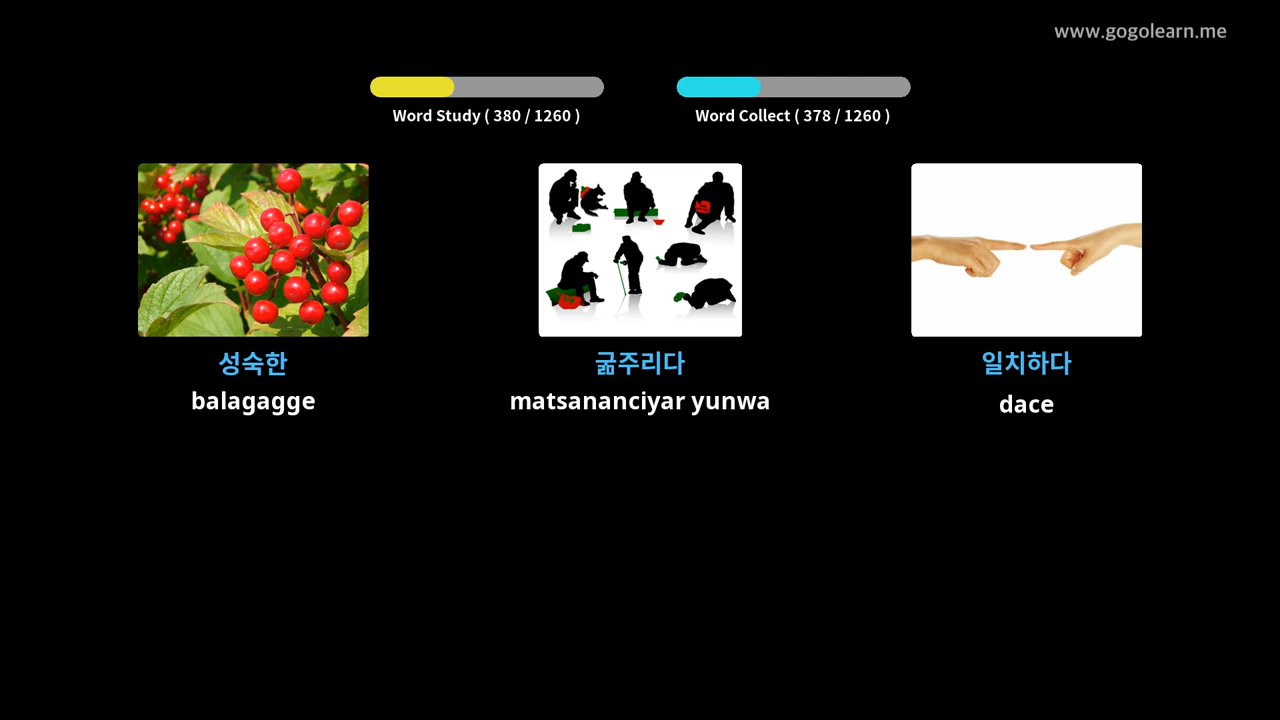 www.gogolearn.me
Word Study ( 380 / 1260 )
Word Collect ( 378 / 1260 )
성숙한
balagagge
굶주리다
matsananciyar yunwa
일치하다
dace